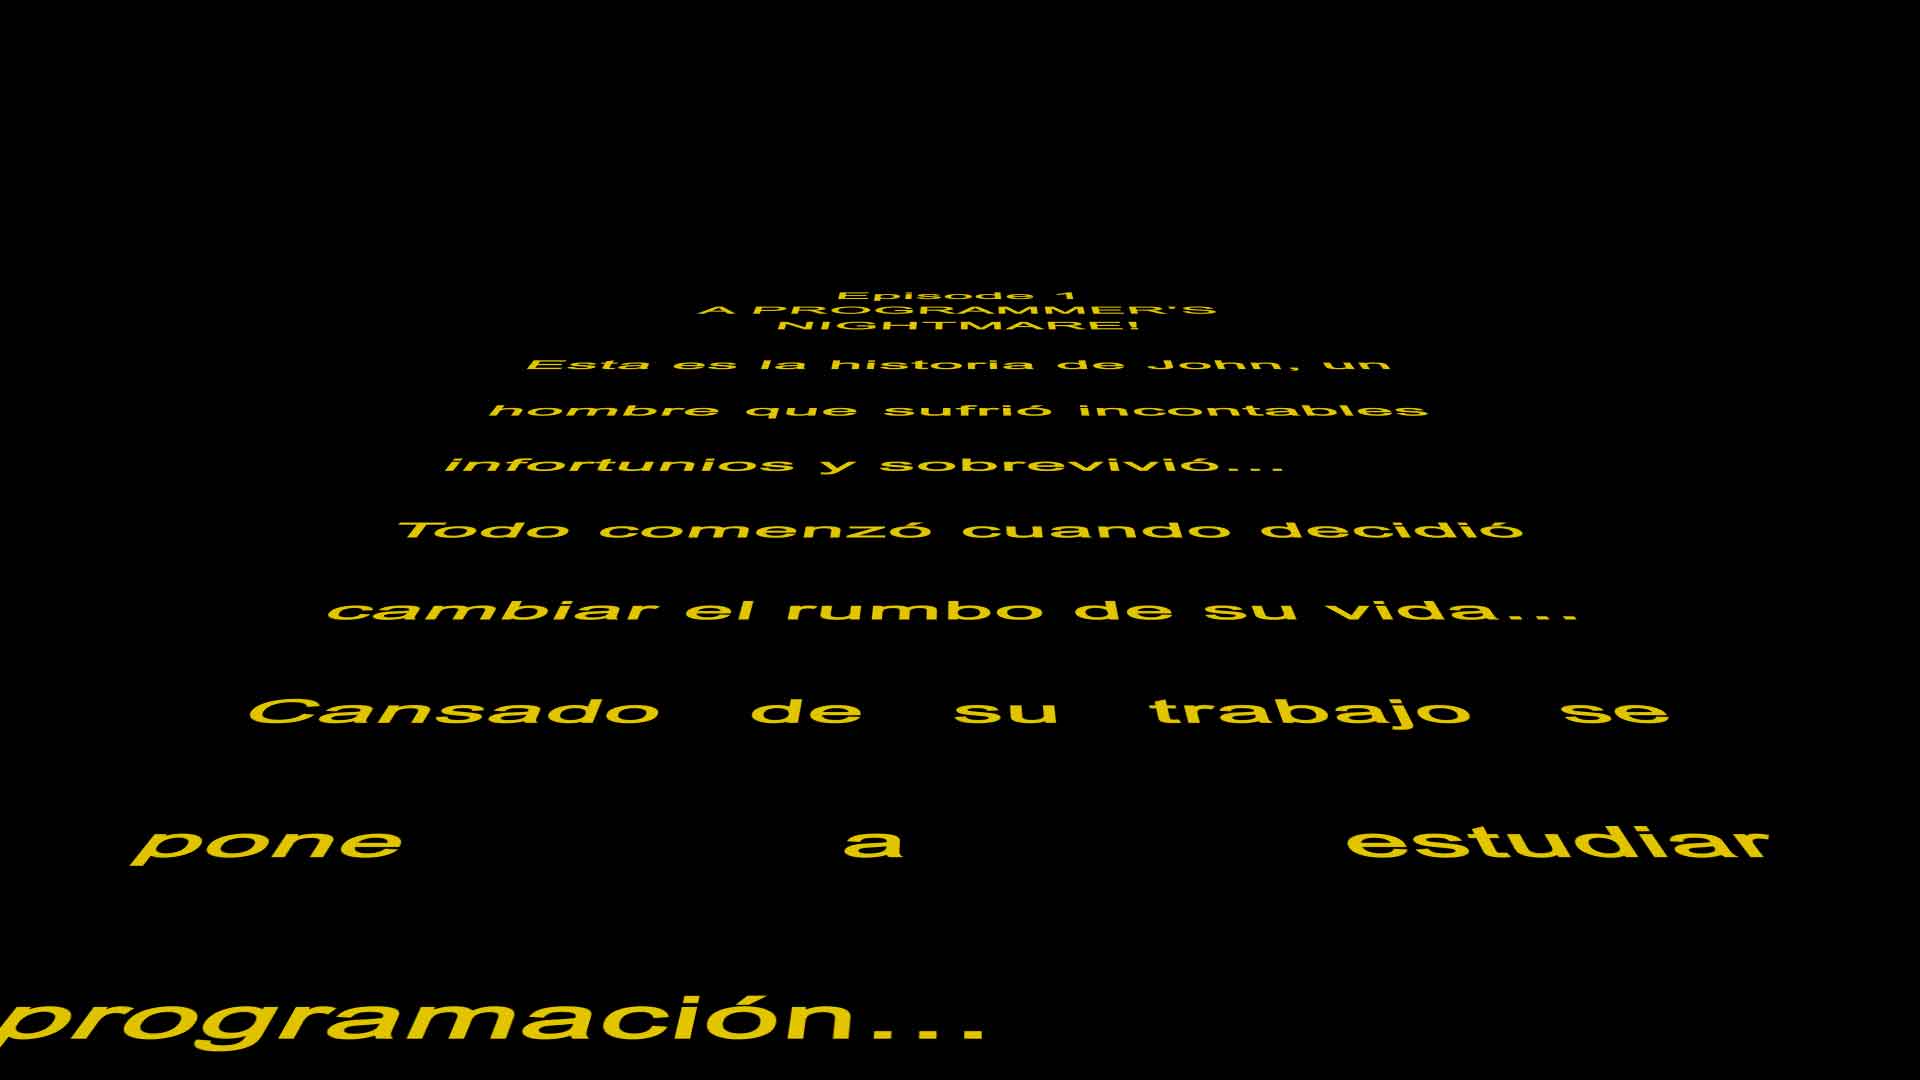 Episode 1
A PROGRAMMER'S
NIGHTMARE!
Esta es la historia de John, un
hombre que sufrió incontables
infortunios y sobrevivió...
Todo comenzó cuando decidió
cambiar el rumbo de su vida...
Cansado de su trabajo se
pone a estudiar
programación...